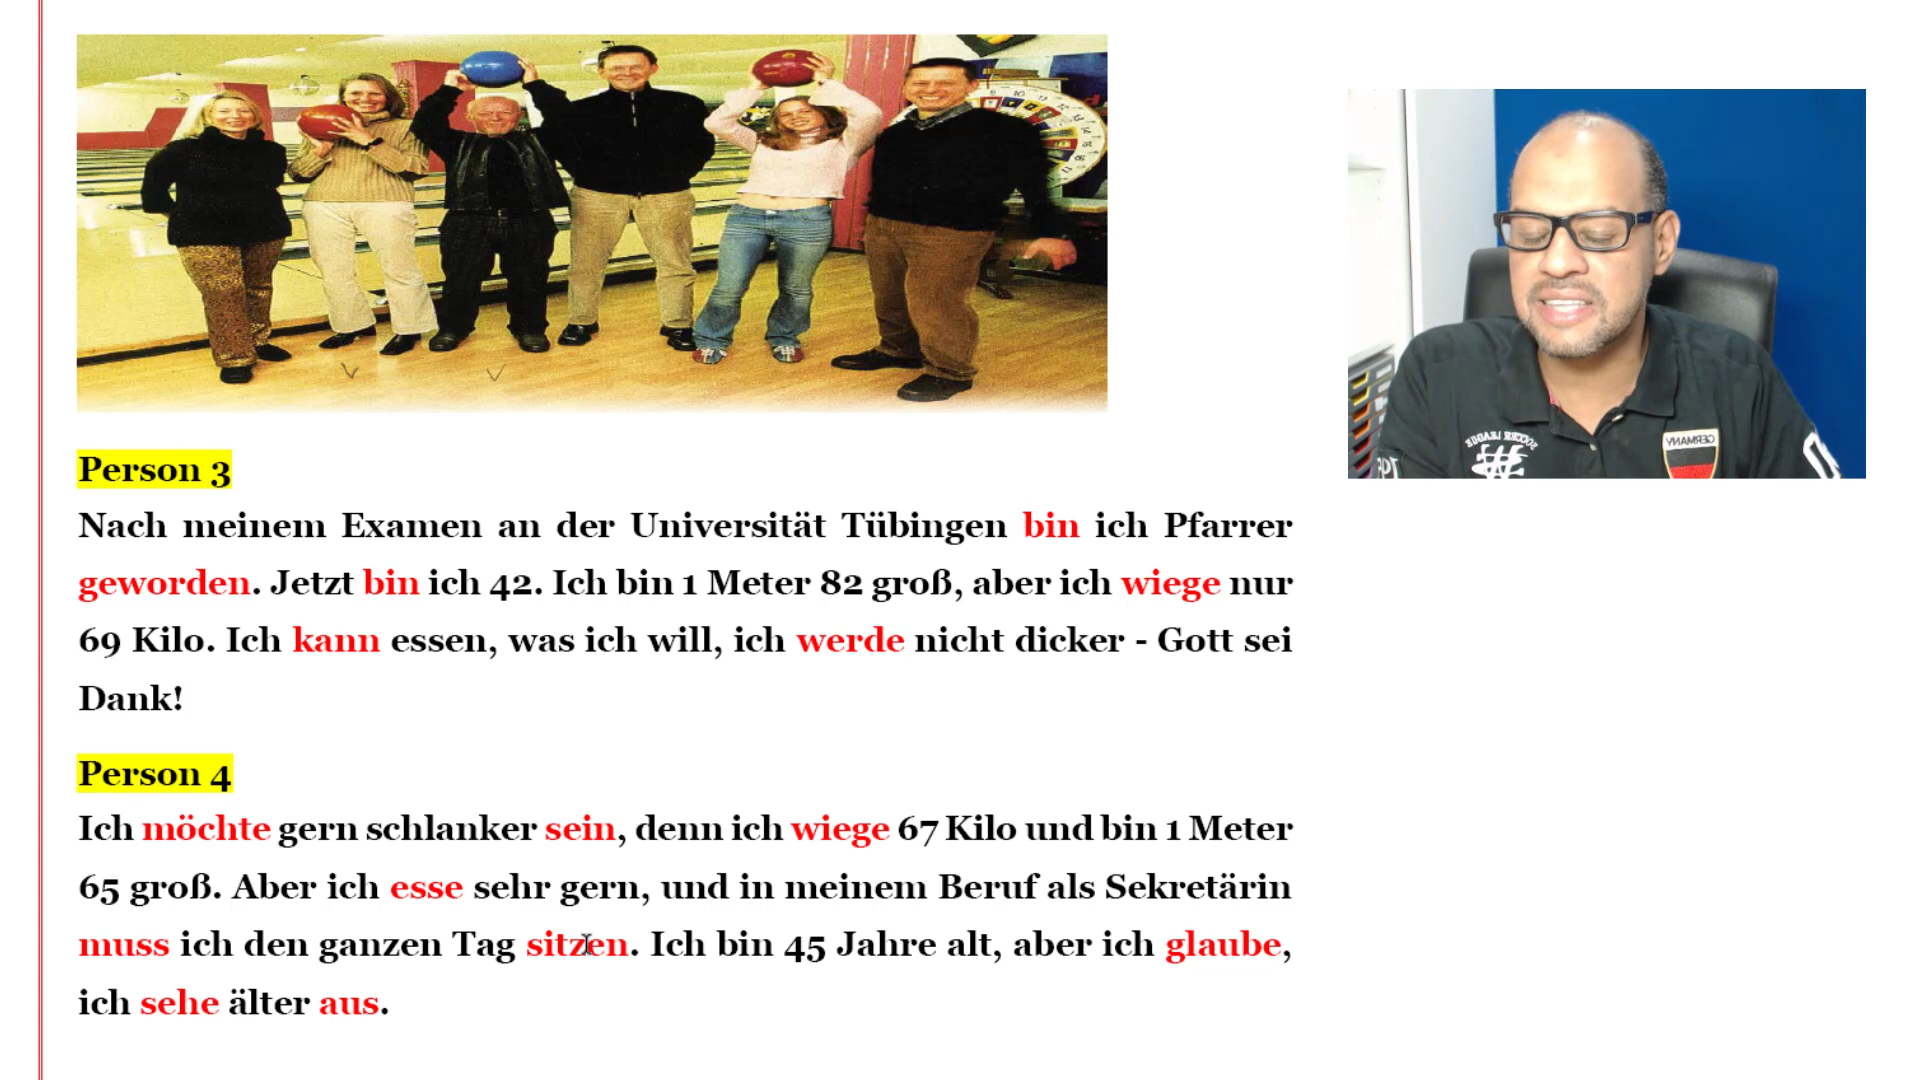 Person 3
Nach meinem Examen an der Universität Tübingen bin ich Pfarrer
geworden. Jetzt bin ich 42. Ich bin 1 Meter 82 groß, aber ich wiege nur
69 Kilo. Ich kann essen, was ich will, ich werde nicht dicker - Gott sei
Dank!
Person 4
Ich möchte gern schlanker sein, denn ich wiege 67 Kilo und bin 1 Meter
65 groß. Aber ich esse sehr gern, und in meinem Beruf als Sekretärin
muss ich den ganzen Tag sitzen. Ich bin 45 Jahre alt, aber ich glaube,
ich sehe älter aus.
SOCCER LEAGUE
GERMANY